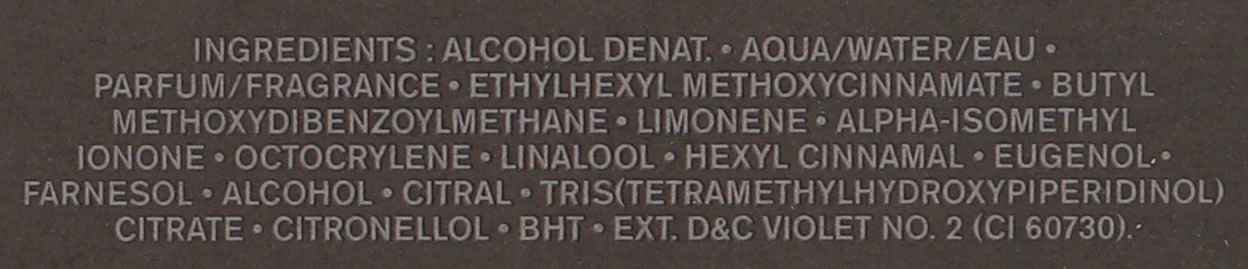 INGREDIENTS : ALCOHOL DENAT. • AQUA/WATER/EAU •
PARFUM/FRAGRANCE • ETHYLHEXYL METHOXYCINNAMATE • BUTYL
METHOXYDIBENZOYLMETHANE • LIMONENE • ALPHA-ISOMETHYL
IONONE • OCTOCRYLENE • LINALOOL • HEXYL CINNAMAL • EUGENOL •
FARNESOL • ALCOHOL • CITRAL • TRIS(TETRAMETHYLHYDROXYPIPERIDINOL)
CITRATE • CITRONELLOL • BHT • EXT. D&C VIOLET NO. 2 (CI 60730).